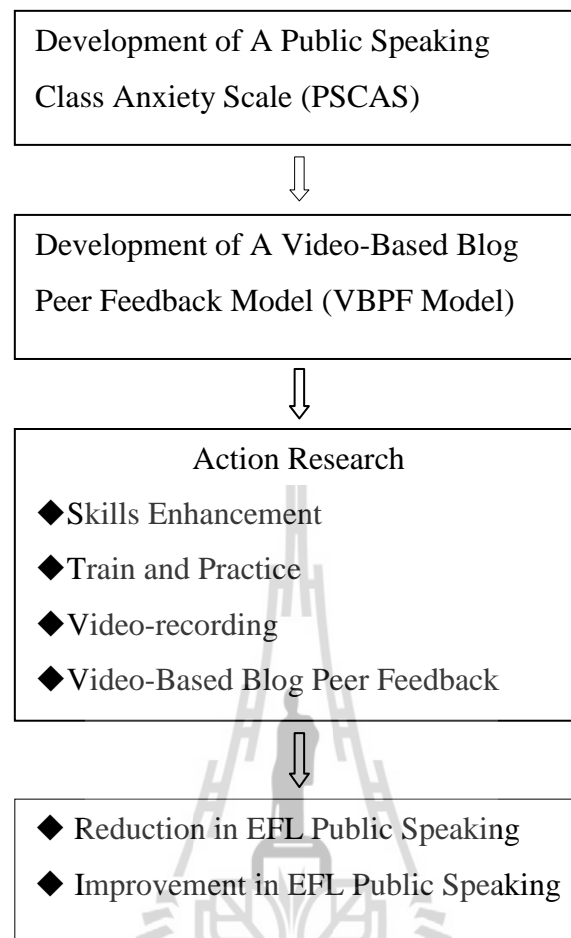 Development of A Public Speaking
Class Anxiety Scale (PSCAS)
Development of A Video-Based Blog
Peer Feedback Model (VBPF Model)
Action Research
◆Skills Enhancement
◆Train and Practice
◆Video-recording
◆Video-Based Blog Peer Feedback
◆ Reduction in EFL Public Speaking
◆ Improvement in EFL Public Speaking